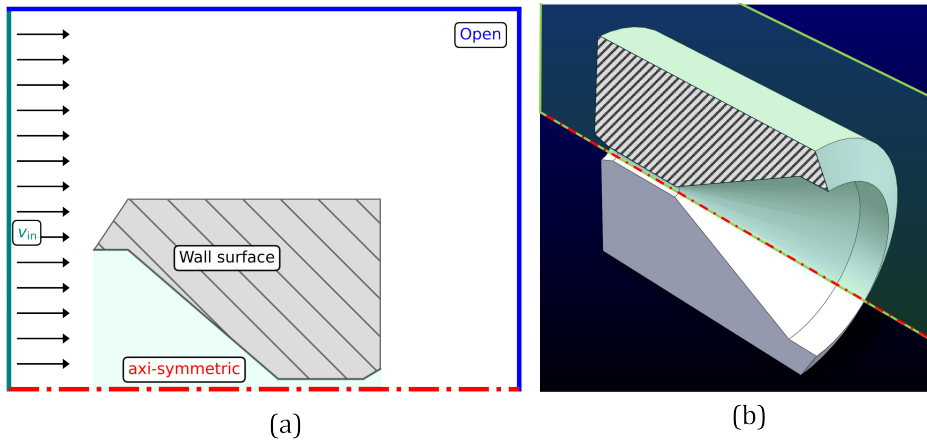 Open
v_in
Wall surface
axi-symmetric
(a)
(b)